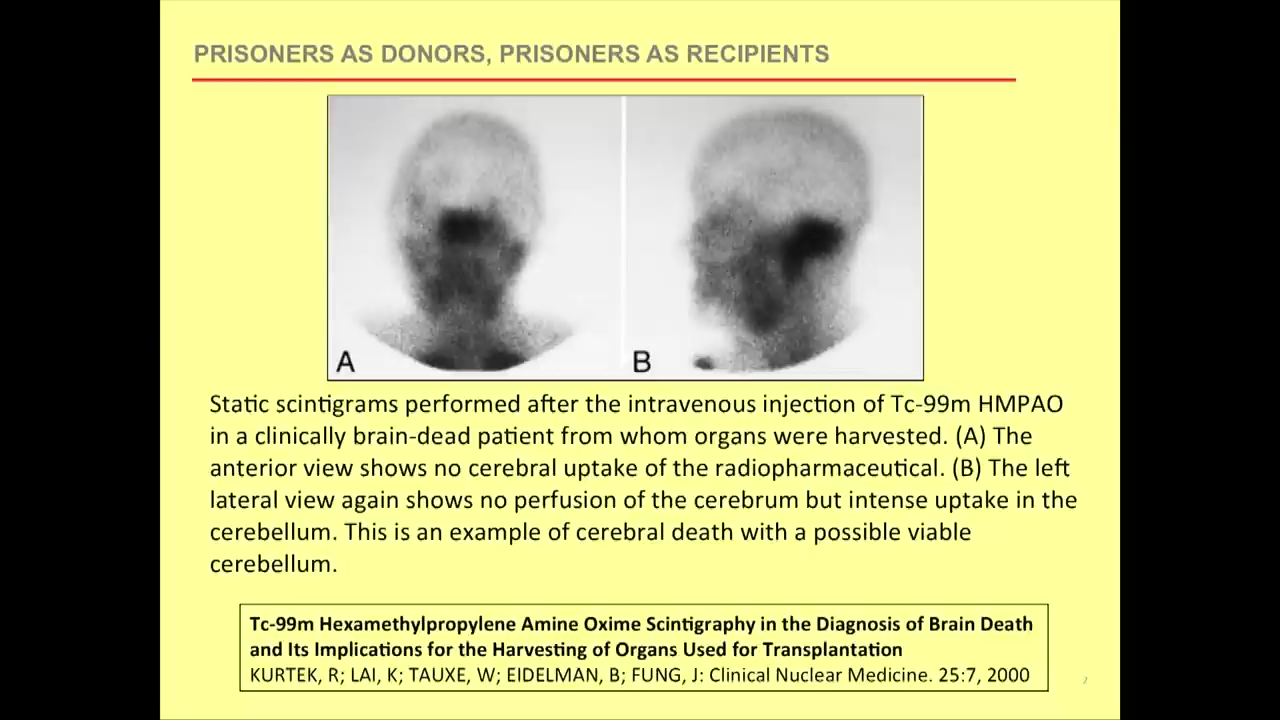 PRISONERS AS DONORS, PRISONERS AS RECIPIENTS
A B
Static scintigrams performed after the intravenous injection of Tc-99m HMPAO
in a clinically brain-dead patient from whom organs were harvested. (A) The
anterior view shows no cerebral uptake of the radiopharmaceutical. (B) The left
lateral view again shows no perfusion of the cerebrum but intense uptake in the
cerebellum. This is an example of cerebral death with a possible viable
cerebellum.
Tc-99m Hexamethylpropylene Amine Oxime Scintigraphy in the Diagnosis of Brain Death
and Its Implications for the Harvesting of Organs Used for Transplantation
KURTEK, R; LAI, K; TAUXE, W; EIDELMAN, B; FUNG, J: Clinical Nuclear Medicine. 25:7, 2000